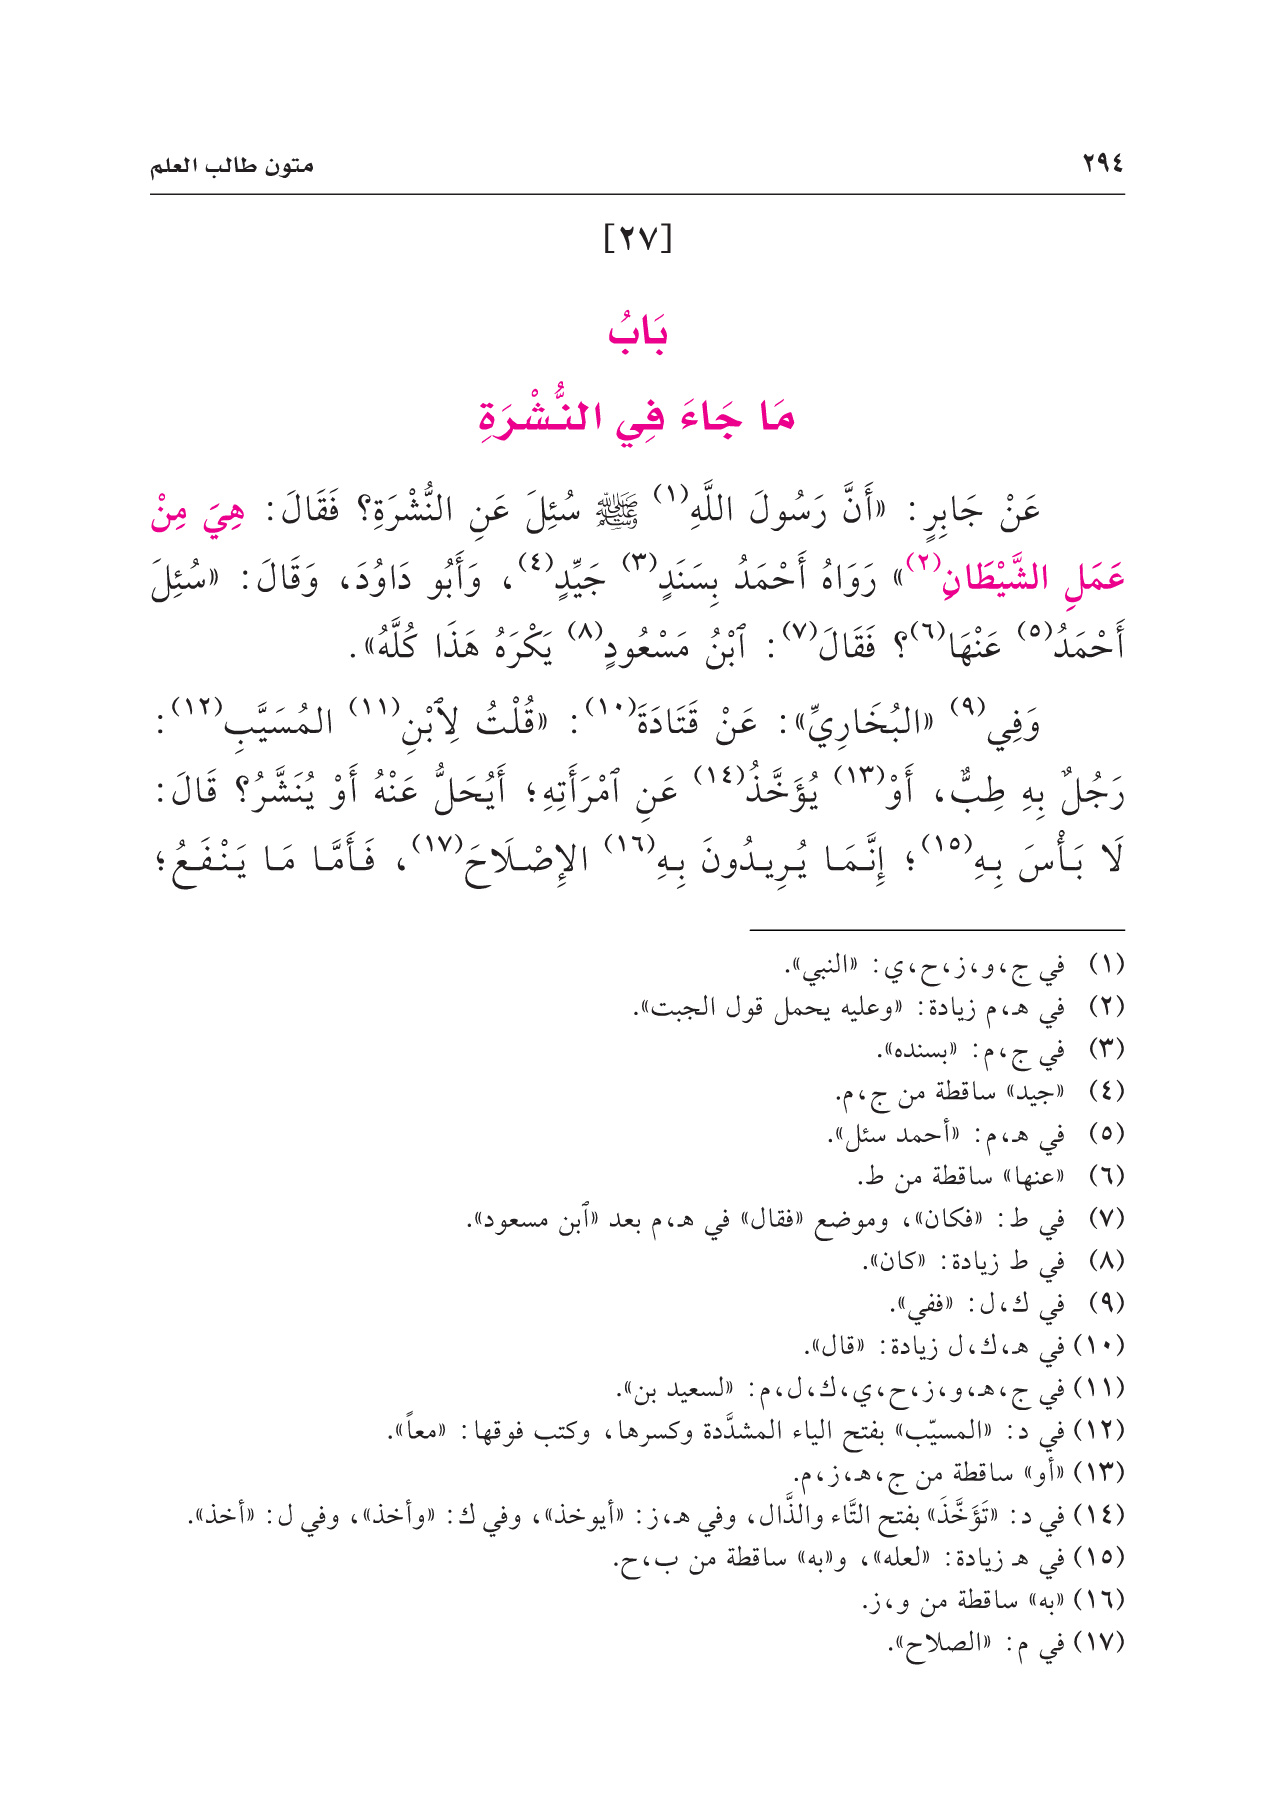 ٢٩٤
متون طالب العلم
[٢٧]
بَابُ
مَا جَاءَ فِي النُّشْرَةِ
عَنْ جَابِرٍ: «أَنَّ رَسُولَ اللَّهِ(١) ﷺ سُئِلَ عَنِ النُّشْرَةِ؟ فَقَالَ: هِيَ مِنْ
عَمَلِ الشَّيْطَانِ(٢)» رَوَاهُ أَحْمَدُ بِسَنَدٍ(٣) جَيِّدٍ(٤)، وَأَبُو دَاوُدَ، وَقَالَ: «سُئِلَ
أَحْمَدُ(٥) عَنْهَا(٦)؟ فَقَالَ(٧): ٱبْنُ مَسْعُودٍ(٨) يَكْرَهُ هَذَا كُلَّهُ».
وَفِي(٩) «البُخَارِيِّ»: عَنْ قَتَادَةَ(١٠): «قُلْتُ لِٱبْنِ(١١) المُسَيَّبِ(١٢):
رَجُلٌ بِهِ طِبٌّ، أَوْ(١٣) يُؤَخَّذُ(١٤) عَنِ ٱمْرَأَتِهِ؛ أَيُحَلُّ عَنْهُ أَوْ يُنَشَّرُ؟ قَالَ:
لَا بَأْسَ بِهِ(١٥)؛ إِنَّمَا يُرِيدُونَ بِهِ(١٦) الإِصْلَاحَ(١٧)، فَأَمَّا مَا يَنْفَعُ؛
(١) في ج،و،ز،ح،ي: «النبي».
(٢) في هـ،م زيادة: «وعليه يحمل قول الجبت».
(٣) في ج،م: «بسنده».
(٤) «جيد» ساقطة من ج،م.
(٥) في هـ،م: «أحمد سئل».
(٦) «عنها» ساقطة من ط.
(٧) في ط: «فكان»، وموضع «فقال» في هـ،م بعد «ٱبن مسعود».
(٨) في ط زيادة: «كان».
(٩) في ك،ل: «ففي».
(١٠) في هـ،ك،ل زيادة: «قال».
(١١) في ج،هـ،و،ز،ح،ي،ك،ل،م: «لسعيد بن».
(١٢) في د: «المسيّب» بفتح الياء المشدَّدة وكسرها، وكتب فوقها: «معاً».
(١٣) «أو» ساقطة من ج،هـ،ز،م.
(١٤) في د: «تَؤَخَّذَ» بفتح التَّاء والذَّال، وفي هـ،ز: «أيوخذ»، وفي ك: «وأخذ»، وفي ل: «أخذ».
(١٥) في هـ زيادة: «لعله»، و«به» ساقطة من ب،ح.
(١٦) «به» ساقطة من و،ز.
(١٧) في م: «الصلاح».